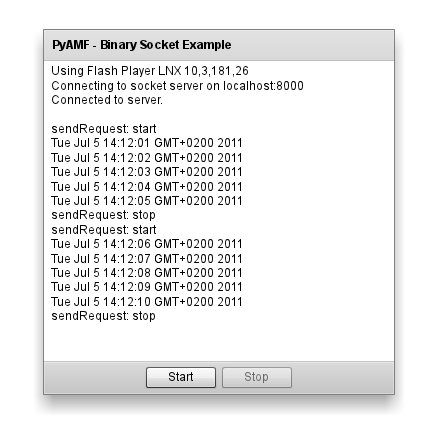 PyAMF - Binary Socket Example
Using Flash Player LNX 10,3,181,26
Connecting to socket server on localhost:8000
Connected to server.
sendRequest: start
Tue Jul 5 14:12:01 GMT+0200 2011
Tue Jul 5 14:12:02 GMT+0200 2011
Tue Jul 5 14:12:03 GMT+0200 2011
Tue Jul 5 14:12:04 GMT+0200 2011
Tue Jul 5 14:12:05 GMT+0200 2011
sendRequest: stop
sendRequest: start
Tue Jul 5 14:12:06 GMT+0200 2011
Tue Jul 5 14:12:07 GMT+0200 2011
Tue Jul 5 14:12:08 GMT+0200 2011
Tue Jul 5 14:12:09 GMT+0200 2011
Tue Jul 5 14:12:10 GMT+0200 2011
sendRequest: stop
Start Stop